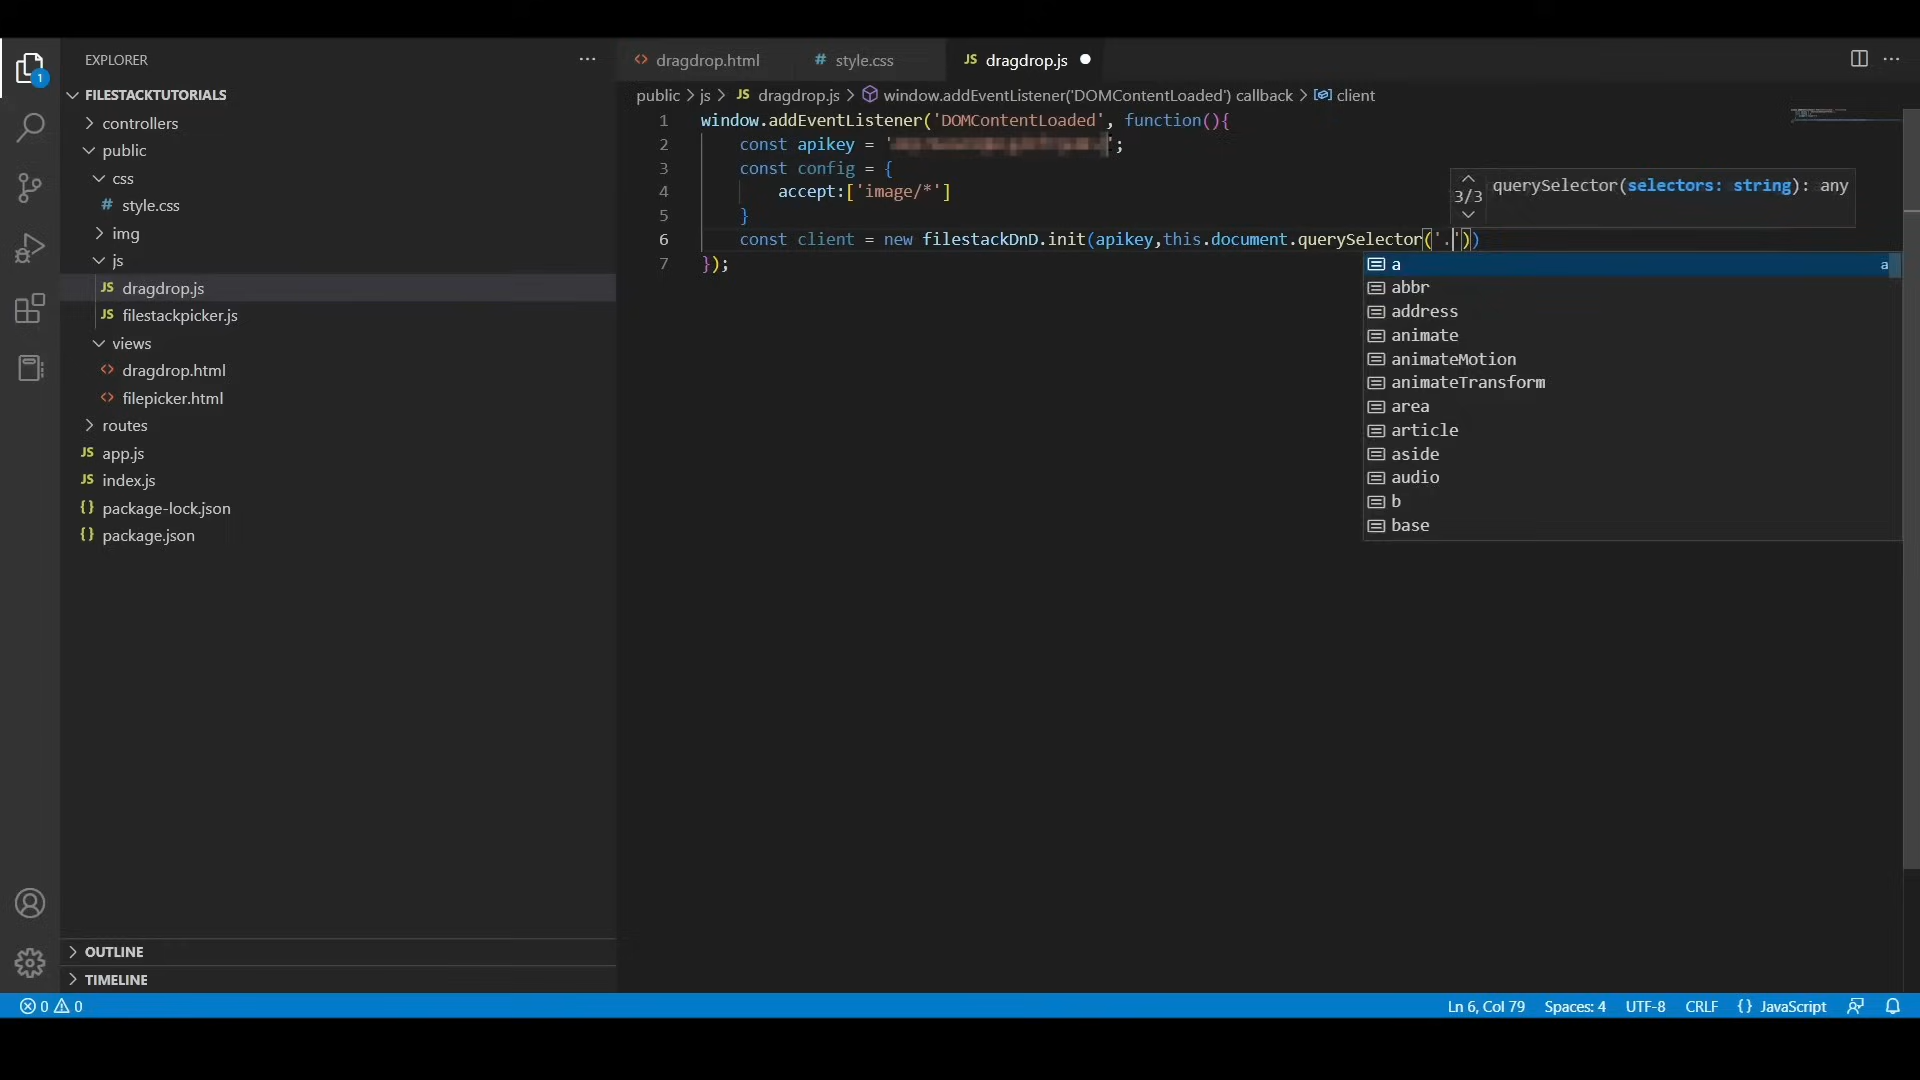 EXPLORER
FILESTACKTUTORIALS
controllers
public
css
# style.css
img
js
JS dragdrop.js
JS filestackpicker.js
views
<> dragdrop.html
<> filepicker.html
routes
JS app.js
JS index.js
{} package-lock.json
{} package.json
OUTLINE
TIMELINE
1
<> dragdrop.html
# style.css
JS dragdrop.js
public > js > JS dragdrop.js > window.addEventListener('DOMContentLoaded') callback > client
1 window.addEventListener('DOMContentLoaded', function(){
2 const apikey = '';
3 const config = {
4 accept:['image/*']
5 }
6 const client = new filestackDnD.init(apikey,this.document.querySelector('.'))
7 });
3/3 querySelector(selectors: string): any
a a
abbr
address
animate
animateMotion
animateTransform
area
article
aside
audio
b
base
0 0
Ln 6, Col 79
Spaces: 4
UTF-8
CRLF
{} JavaScript